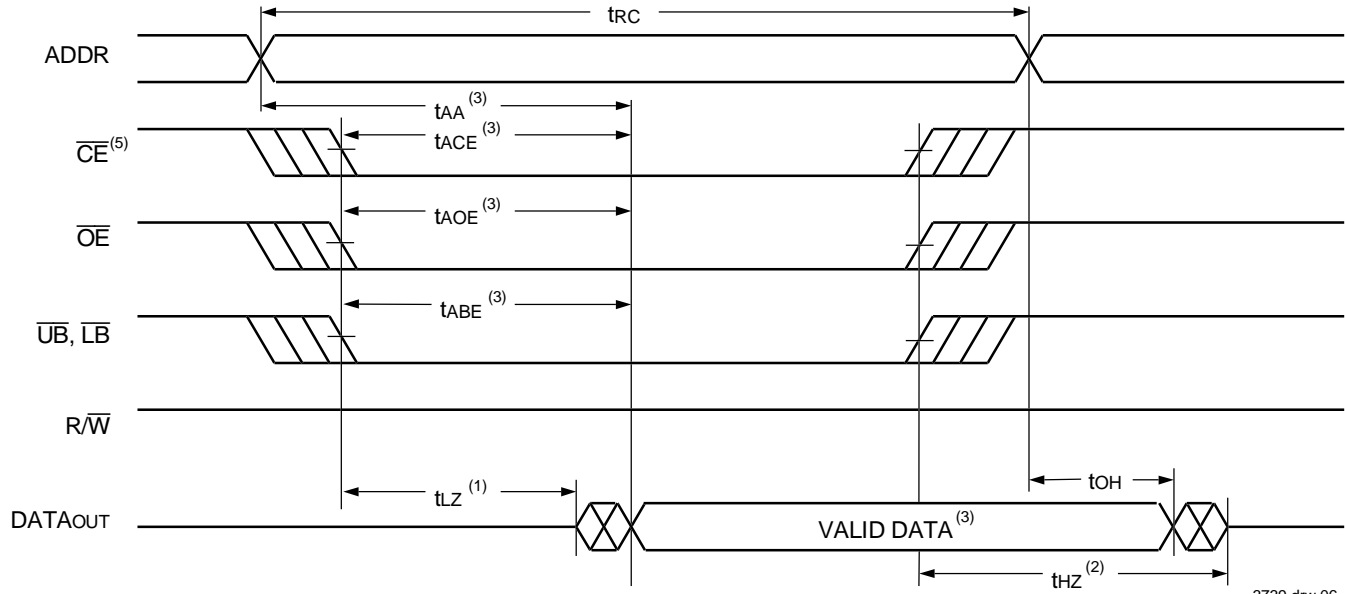 tRC
ADDR
tAA (3)
CE (5)
tACE (3)
OE
tAOE (3)
UB, LB
tABE (3)
R/W
tLZ (1)
tOH
DATAOUT
VALID DATA (3)
tHZ (2)